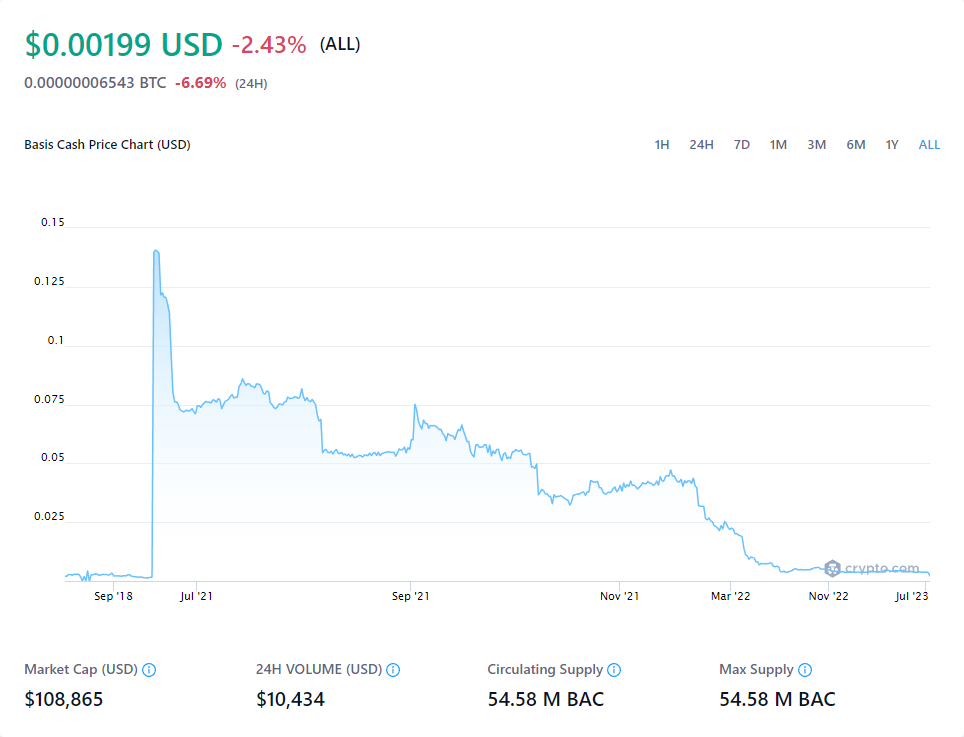 $0.00199 USD -2.43% (ALL)
0.00000006543 BTC -6.69% (24H)
Basis Cash Price Chart (USD) 1H 24H 7D 1M 3M 6M 1Y ALL
0.15
0.125
0.1
0.075
0.05
0.025
crypto.com
Sep '18 Jul '21 Sep '21 Nov '21 Mar '22 Nov '22 Jul '23
Market Cap (USD) 24H VOLUME (USD) Circulating Supply Max Supply
$108,865 $10,434 54.58 M BAC 54.58 M BAC